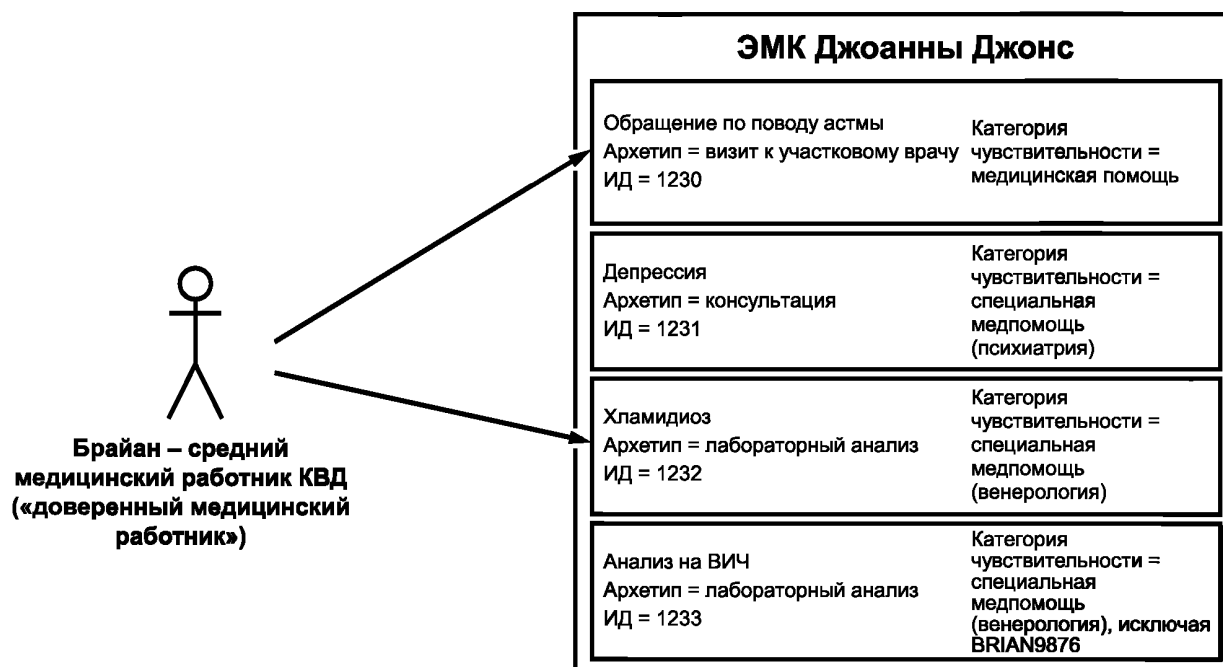 ЭМК Джоанны Джонс
Обращение по поводу астмы
Архетип = визит к участковому врачу
ИД = 1230
Категория
чувствительности =
медицинская помощь
Депрессия
Архетип = консультация
ИД = 1231
Категория
чувствительности =
специальная
медпомощь
(психиатрия)
Хламидиоз
Архетип = лабораторный анализ
ИД = 1232
Категория
чувствительности =
специальная
медпомощь
(венерология)
Анализ на ВИЧ
Архетип = лабораторный анализ
ИД = 1233
Категория
чувствительности =
специальная
медпомощь
(венерология), исключая
BRIAN9876
Брайан – средний
медицинский работник КВД
(«доверенный медицинский
работник»)